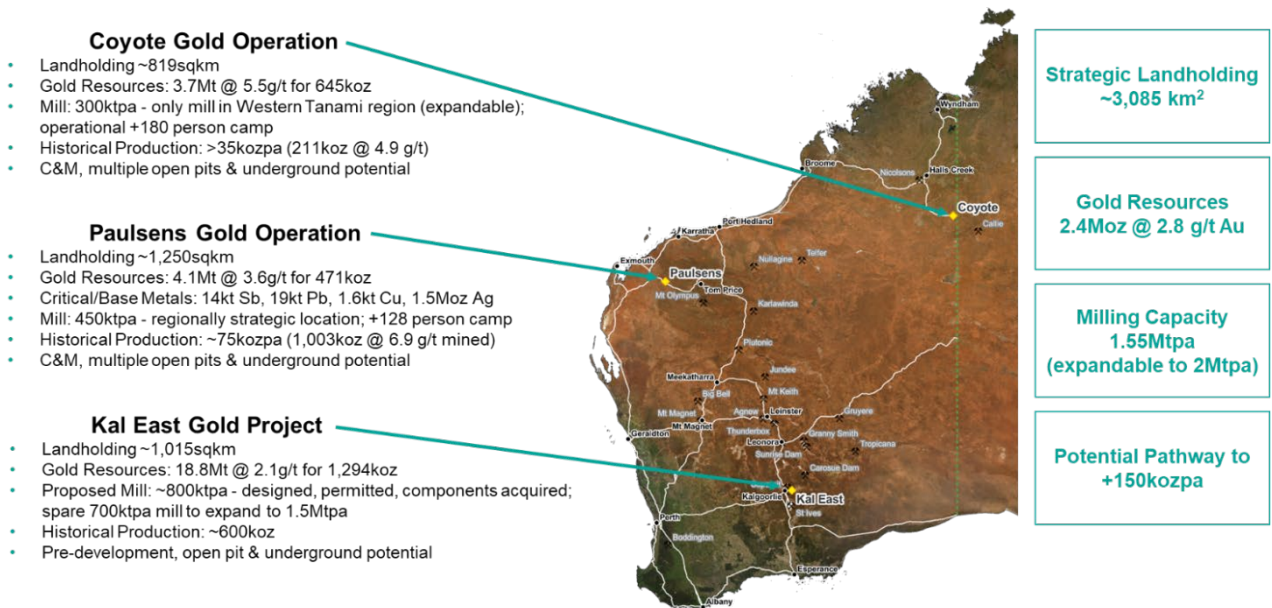 Coyote Gold Operation
• Landholding ~819sqkm
• Gold Resources: 3.7Mt @ 5.5g/t for 645koz
• Mill: 300ktpa - only mill in Western Tanami region (expandable);
operational +180 person camp
• Historical Production: >35kozpa (211koz @ 4.9 g/t)
• C&M, multiple open pits & underground potential
Paulsens Gold Operation
• Landholding ~1,250sqkm
• Gold Resources: 4.1Mt @ 3.6g/t for 471koz
• Critical/Base Metals: 14kt Sb, 19kt Pb, 1.6kt Cu, 1.5Moz Ag
• Mill: 450ktpa - regionally strategic location; +128 person camp
• Historical Production: ~75kozpa (1,003koz @ 6.9 g/t mined)
• C&M, multiple open pits & underground potential
Kal East Gold Project
• Landholding ~1,015sqkm
• Gold Resources: 18.8Mt @ 2.1g/t for 1,294koz
• Proposed Mill: ~800ktpa - designed, permitted, components acquired;
spare 700ktpa mill to expand to 1.5Mtpa
• Historical Production: ~600koz
• Pre-development, open pit & underground potential
Wyndham
Broome
Nicolsons
Halls Creek
Coyote
Callie
Port Hedland
Karratha
Exmouth
Nullagine
Telfer
Paulsens
Tom Price
Mt Olympus
Karlawinda
Plutonic
Jundee
Meekatharra
Mt Keith
Big Bell
Agnew
Leinster
Gruyere
Mt Magnet
Mt Magnet
Thunderbox
Granny Smith
Geraldton
Leonora
Tropicana
Sunrise Dam
Carosue Dam
Kalgoorlie
Kal East
St Ives
Perth
Boddington
Esperance
Albany
Strategic Landholding
~3,085 km²
Gold Resources
2.4Moz @ 2.8 g/t Au
Milling Capacity
1.55Mtpa
(expandable to 2Mtpa)
Potential Pathway to
+150kozpa